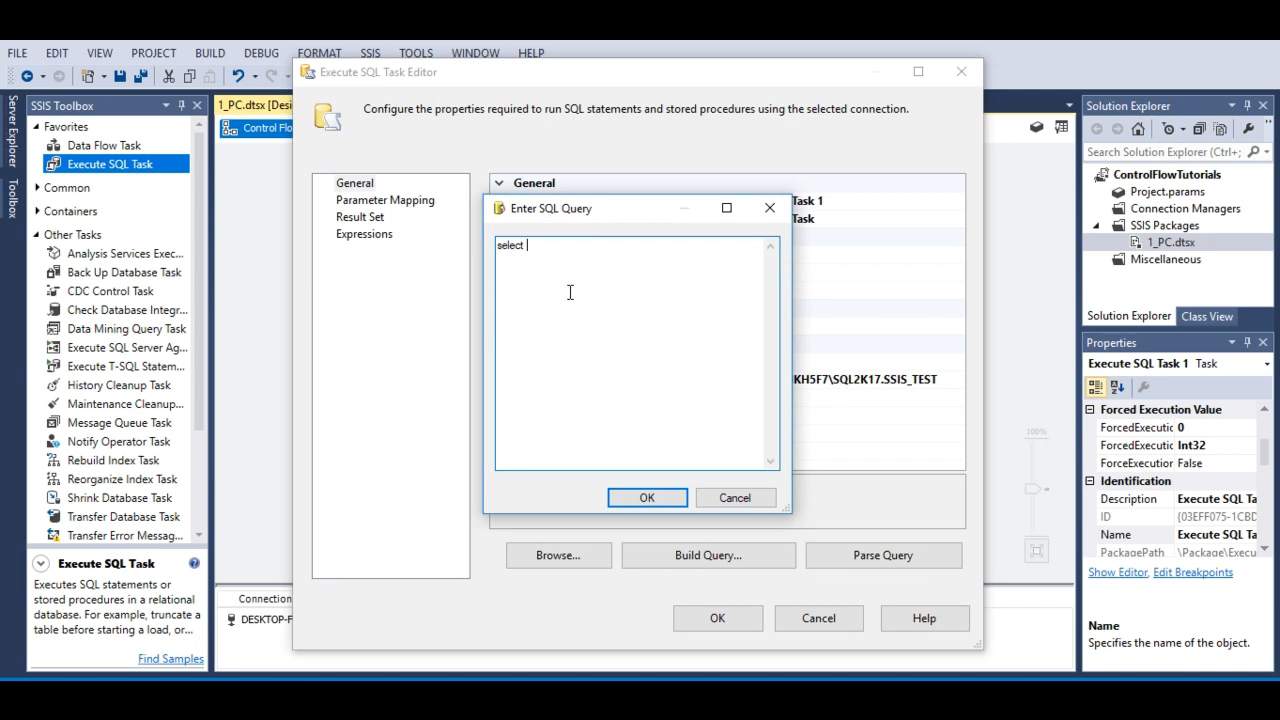 FILE EDIT VIEW PROJECT BUILD DEBUG FORMAT SSIS TOOLS WINDOW HELP
Server Explorer
Toolbox
SSIS Toolbox
Favorites
Data Flow Task
Execute SQL Task
Common
Containers
Other Tasks
Analysis Services Exec...
Back Up Database Task
CDC Control Task
Check Database Integr...
Data Mining Query Task
Execute SQL Server Ag...
Execute T-SQL Statem...
History Cleanup Task
Maintenance Cleanup...
Message Queue Task
Notify Operator Task
Rebuild Index Task
Reorganize Index Task
Shrink Database Task
Transfer Database Task
Transfer Error Messag...
Execute SQL Task
Executes SQL statements or
stored procedures in a relational
database. For example, truncate a
table before starting a load, or...
Find Samples
1_PC.dtsx [Desi
Control Flo
Connection
DESKTOP-F
Execute SQL Task Editor
Configure the properties required to run SQL statements and stored procedures using the selected connection.
General
Parameter Mapping
Result Set
Expressions
General
Task 1
Task
KH5F7\SQL2K17.SSIS_TEST
Enter SQL Query
select
OK Cancel
Browse... Build Query... Parse Query
OK Cancel Help
100%
Solution Explorer
Search Solution Explorer (Ctrl+;
ControlFlowTutorials
Project.params
Connection Managers
SSIS Packages
1_PC.dtsx
Miscellaneous
Solution Explorer Class View
Properties
Execute SQL Task 1 Task
Forced Execution Value
ForcedExecutic 0
ForcedExecutic Int32
ForceExecutior False
Identification
Description Execute SQL Ta
ID {03EFF075-1CBD
Name Execute SQL Ta
PackagePath \Package\Execu
Show Editor, Edit Breakpoints
Name
Specifies the name of the object.